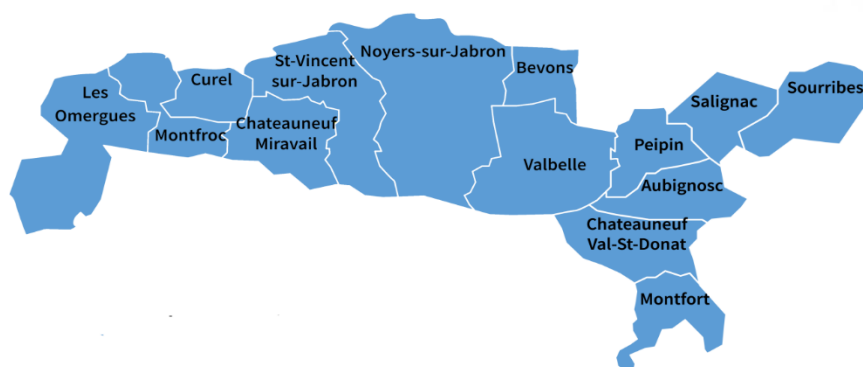 Les
Omergues
Curel
Montfroc
St-Vincent
sur-Jabron
Chateauneuf
Miravail
Noyers-sur-Jabron
Bevons
Valbelle
Peipin
Salignac
Sourribes
Aubignosc
Chateauneuf
Val-St-Donat
Montfort